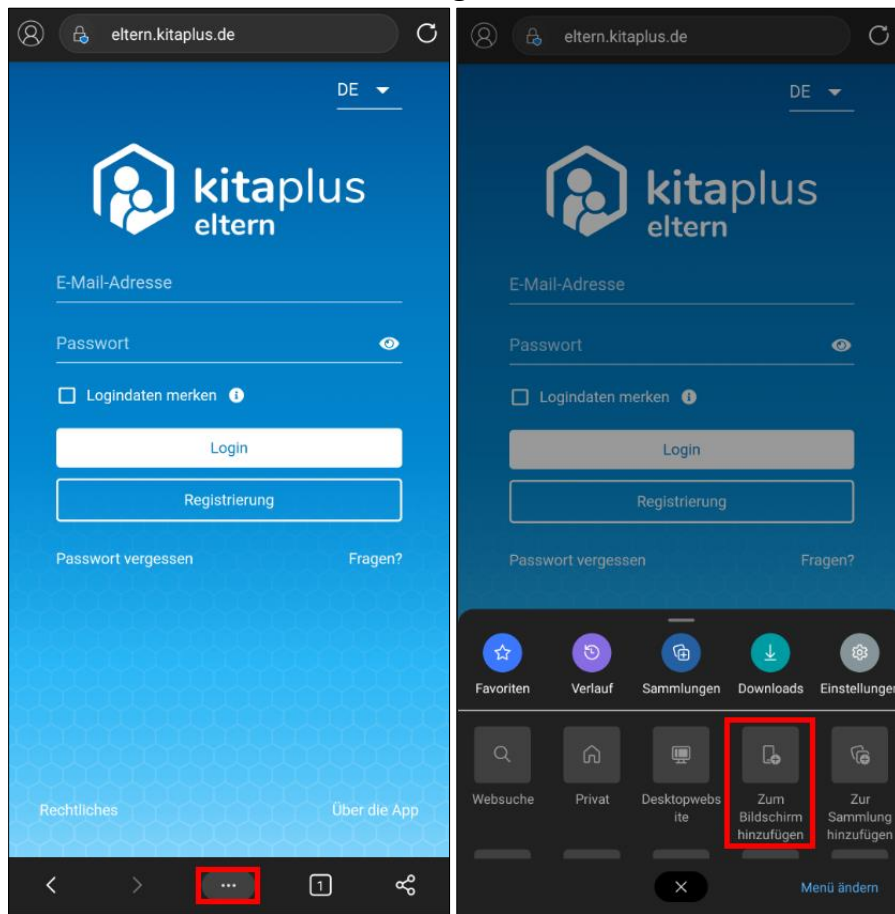 eltern.kitaplus.de
DE
kitaplus
eltern
E-Mail-Adresse
Passwort
Logindaten merken
Login
Registrierung
Passwort vergessen
Fragen?
Rechtliches
Über die App
1
eltern.kitaplus.de
DE
kitaplus
eltern
E-Mail-Adresse
Passwort
Logindaten merken
Login
Registrierung
Passwort vergessen
Fragen?
Favoriten
Verlauf
Sammlungen
Downloads
Einstellungen
Websuche
Privat
Desktopwebs
ite
Zum
Bildschirm
hinzufügen
Zur
Sammlung
hinzufügen
Menü ändern